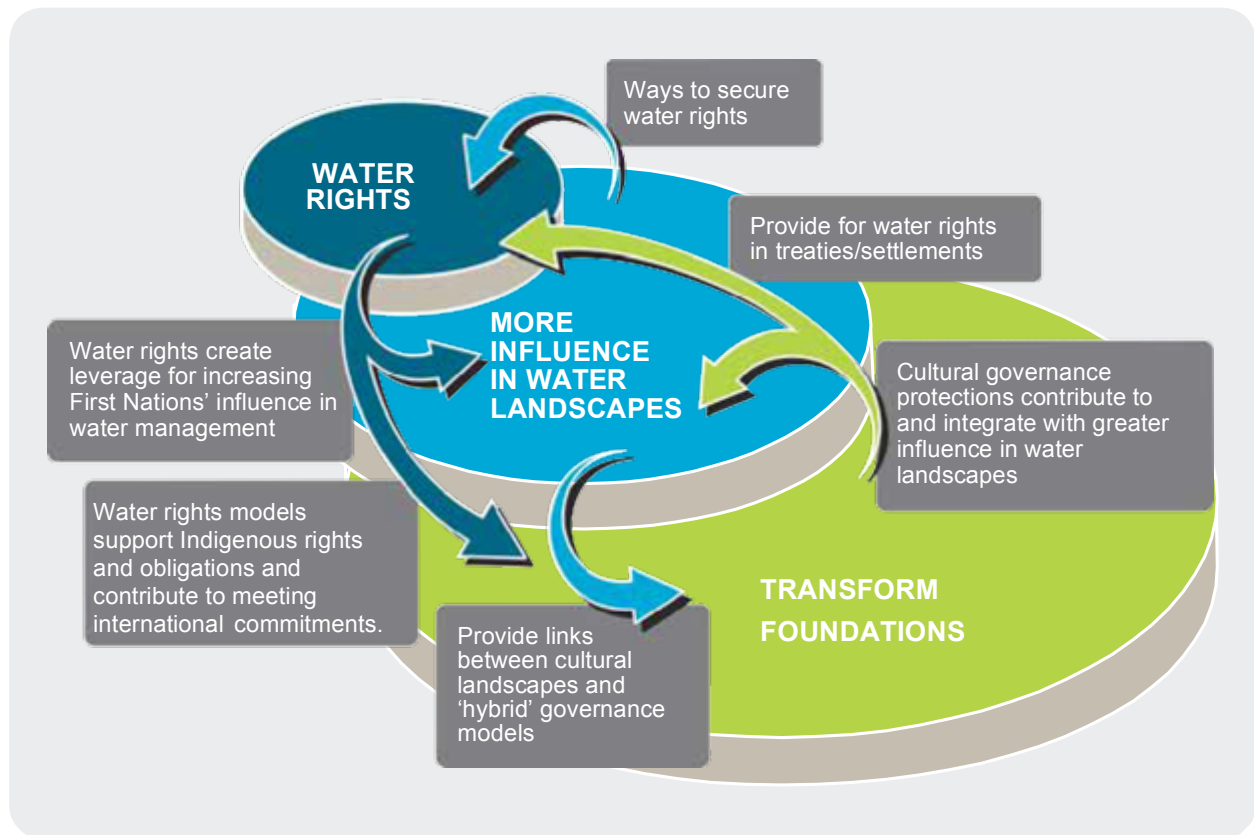 Ways to secure
water rights
WATER
RIGHTS
Provide for water rights
in treaties/settlements
MORE
INFLUENCE
IN WATER
LANDSCAPES
Water rights create
leverage for increasing
First Nations’ influence in
water management
Cultural governance
protections contribute to
and integrate with greater
influence in water
landscapes
Water rights models
support Indigenous rights
and obligations and
contribute to meeting
international commitments.
TRANSFORM
FOUNDATIONS
Provide links
between cultural
landscapes and
‘hybrid’ governance
models